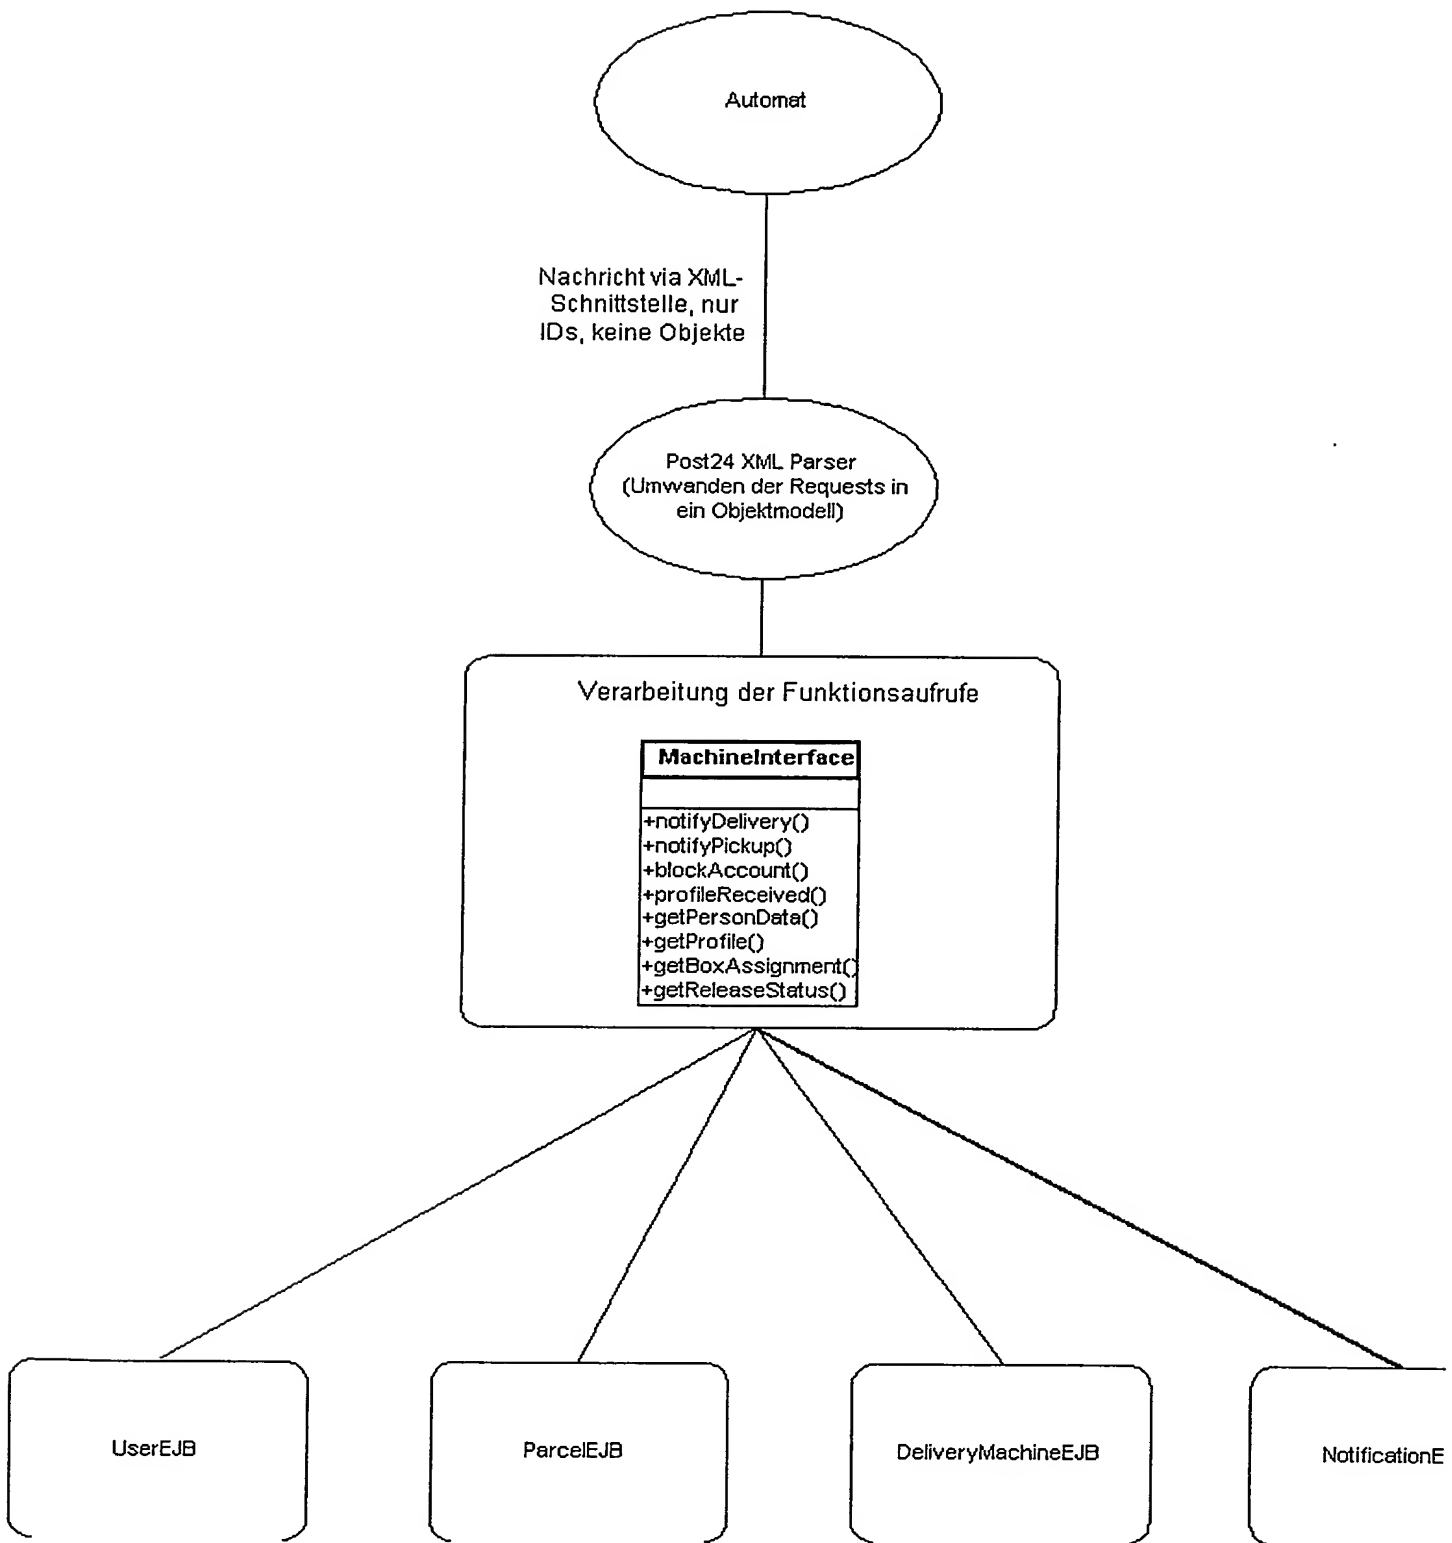 Automat
Nachricht via XML-
Schnittstelle, nur
IDs, keine Objekte
Post24 XML Parser
(Umwanden der Requests in
ein Objektmodell)
Verarbeitung der Funktionsaufrufe
MachineInterface
+notifyDelivery()
+notifyPickup()
+blockAccount()
+profileReceived()
+getPersonData()
+getProfile()
+getBoxAssignment()
+getReleaseStatus()
UserEJB
ParcelEJB
DeliveryMachineEJB
NotificationE